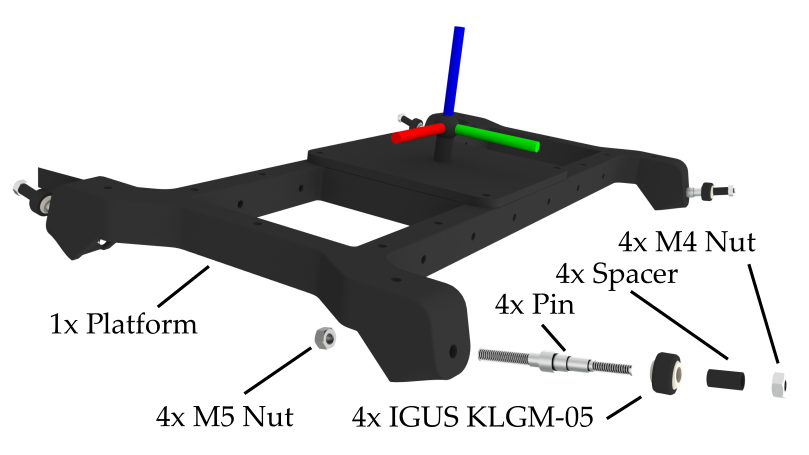 4x M4 Nut
4x Spacer
4x Pin
1x Platform
4x M5 Nut
4x IGUS KLGM-05